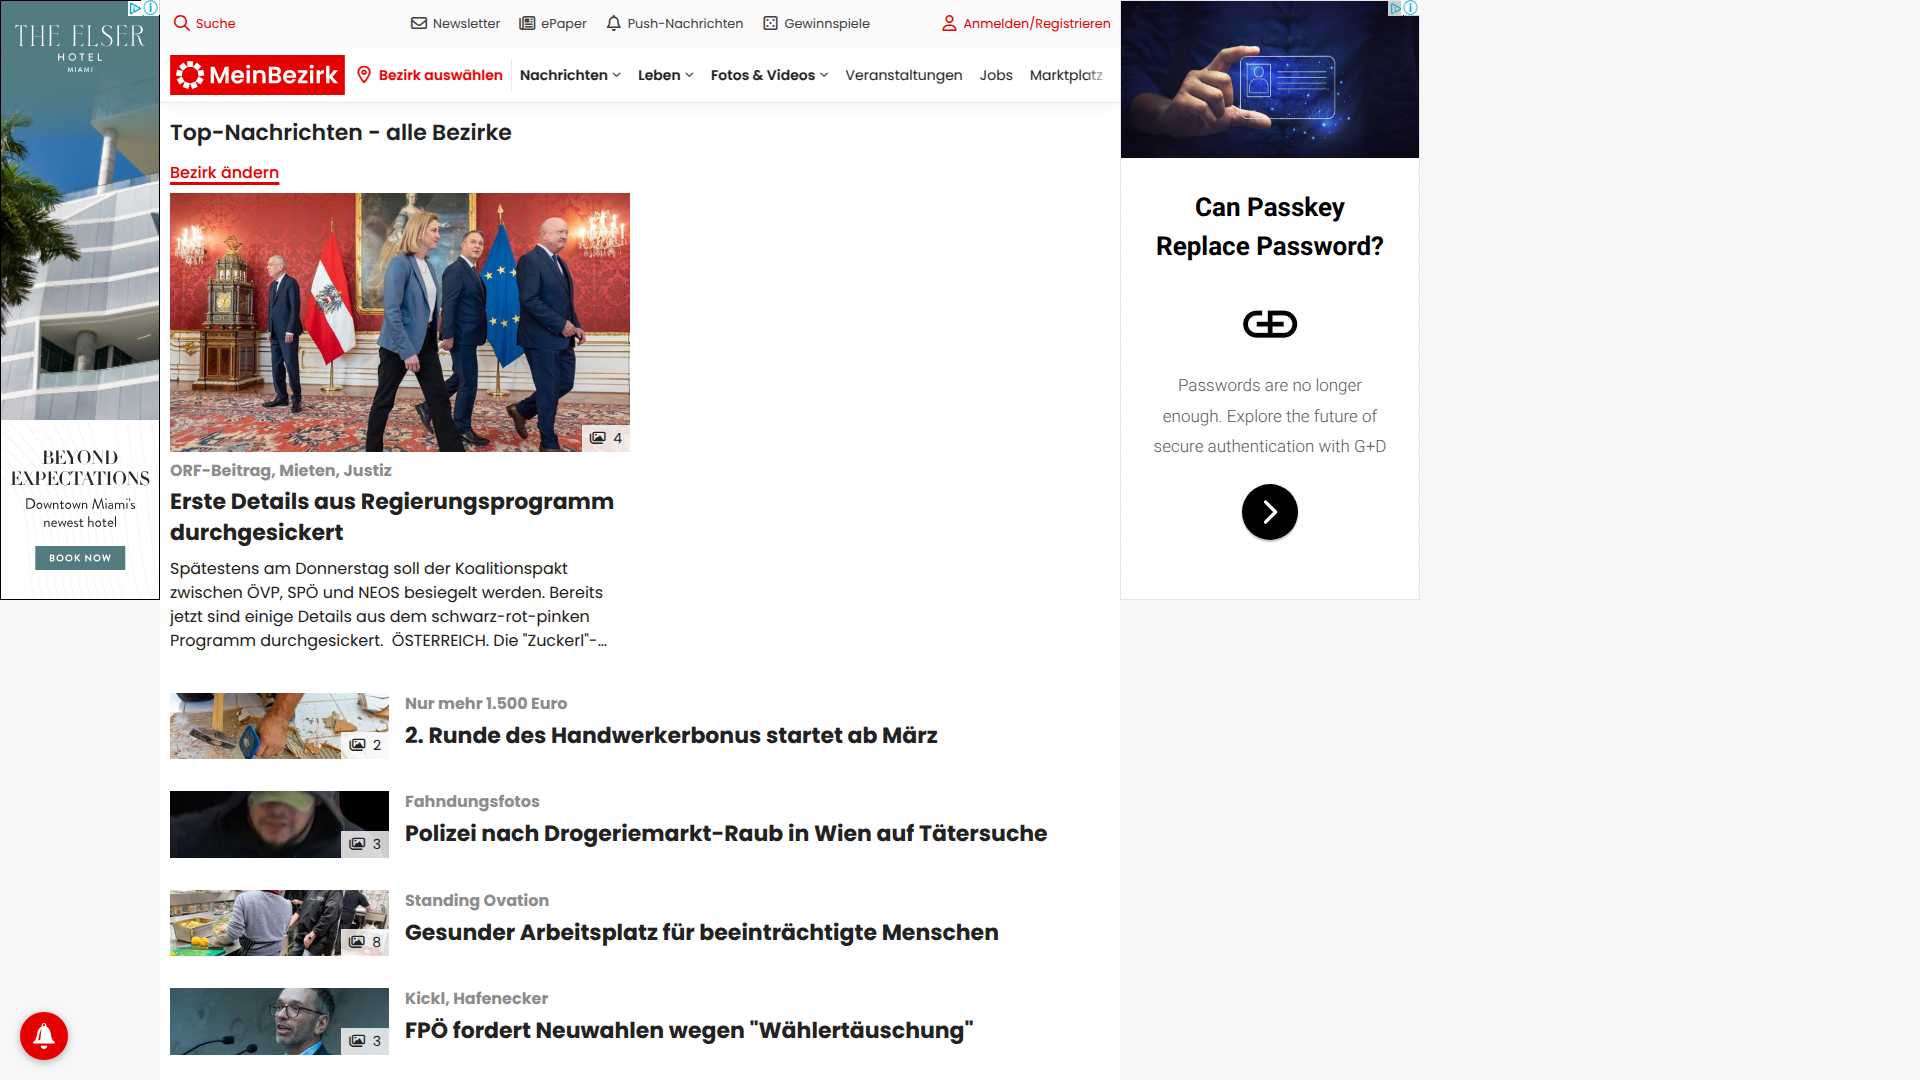 THE ELSER
HOTEL
MIAMI
BEYOND
EXPECTATIONS
Downtown Miami's
newest hotel
BOOK NOW
Suche
Newsletter
ePaper
Push-Nachrichten
Gewinnspiele
Anmelden/Registrieren
MeinBezirk
Bezirk auswählen
Nachrichten
Leben
Fotos & Videos
Veranstaltungen
Jobs
Marktplatz
Top-Nachrichten - alle Bezirke
Bezirk ändern
4
ORF-Beitrag, Mieten, Justiz
Erste Details aus Regierungsprogramm
durchgesickert
Spätestens am Donnerstag soll der Koalitionspakt
zwischen ÖVP, SPÖ und NEOS besiegelt werden. Bereits
jetzt sind einige Details aus dem schwarz-rot-pinken
Programm durchgesickert. ÖSTERREICH. Die "Zuckerl"-...
2
Nur mehr 1.500 Euro
2. Runde des Handwerkerbonus startet ab März
3
Fahndungsfotos
Polizei nach Drogeriemarkt-Raub in Wien auf Tätersuche
8
Standing Ovation
Gesunder Arbeitsplatz für beeinträchtigte Menschen
3
Kickl, Hafenecker
FPÖ fordert Neuwahlen wegen "Wählertäuschung"
Can Passkey
Replace Password?
Passwords are no longer
enough. Explore the future of
secure authentication with G+D